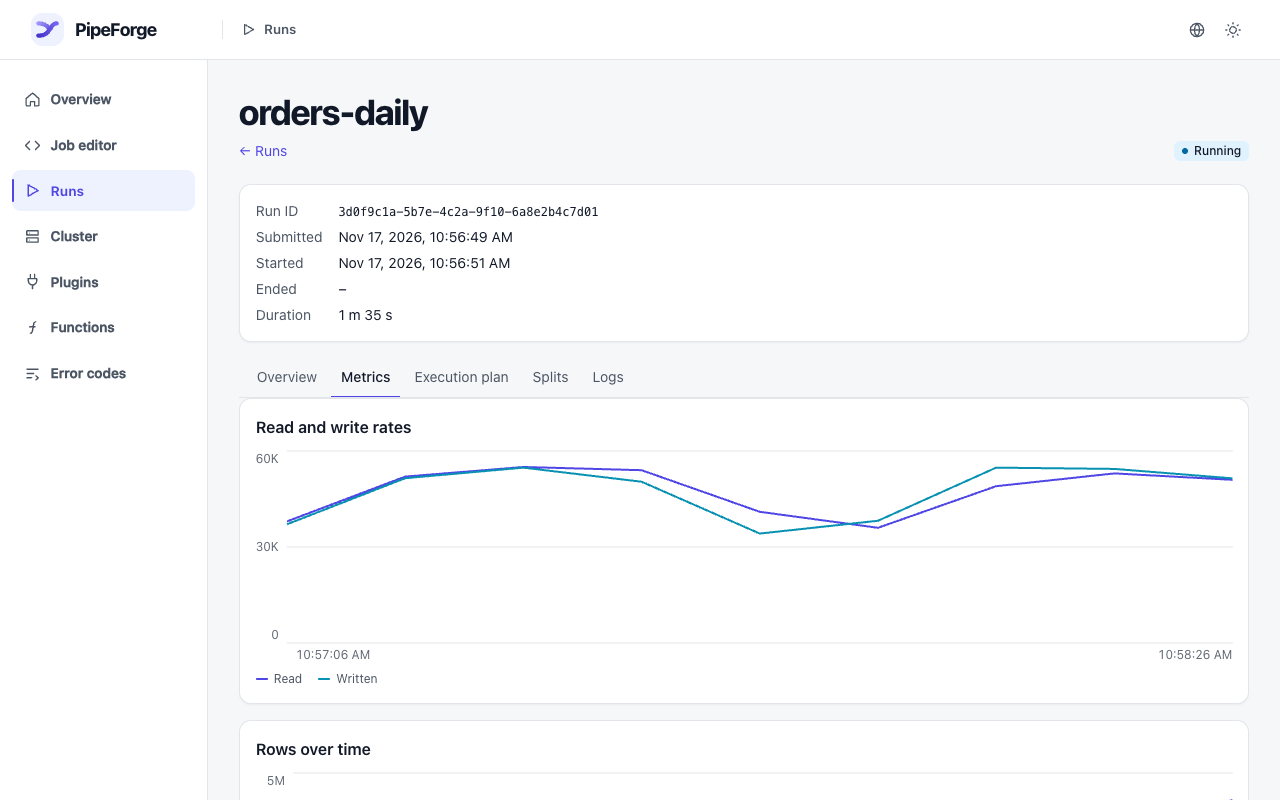 PipeForge
Runs
Overview
Job editor
Runs
Cluster
Plugins
Functions
Error codes
orders-daily
← Runs
Running
Run ID 3d0f9c1a-5b7e-4c2a-9f10-6a8e2b4c7d01
Submitted Nov 17, 2026, 10:56:49 AM
Started Nov 17, 2026, 10:56:51 AM
Ended –
Duration 1 m 35 s
Overview Metrics Execution plan Splits Logs
Read and write rates
60K
30K
0
10:57:06 AM 10:58:26 AM
Read Written
Rows over time
5M